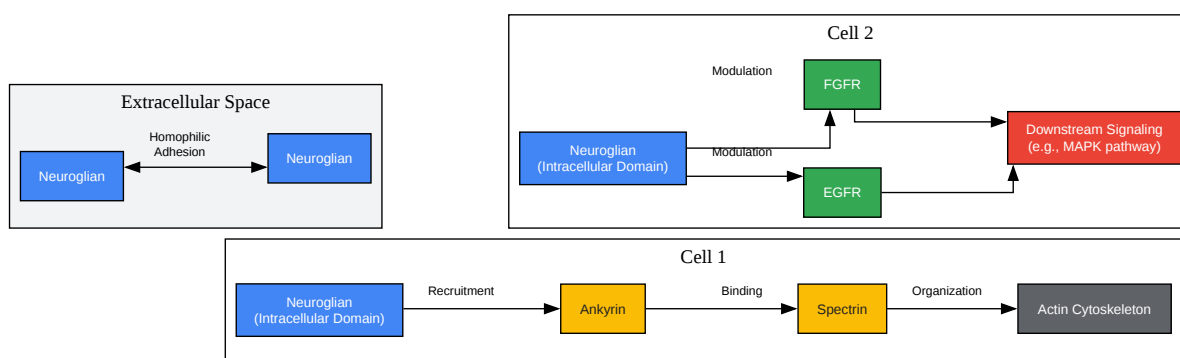 Extracellular Space
Homophilic
Adhesion
Neuroglian
Neuroglian
Cell 2
Neuroglian
(Intracellular Domain)
Modulation
FGFR
Modulation
EGFR
Downstream Signaling
(e.g., MAPK pathway)
Cell 1
Neuroglian
(Intracellular Domain)
Recruitment
Ankyrin
Binding
Spectrin
Organization
Actin Cytoskeleton